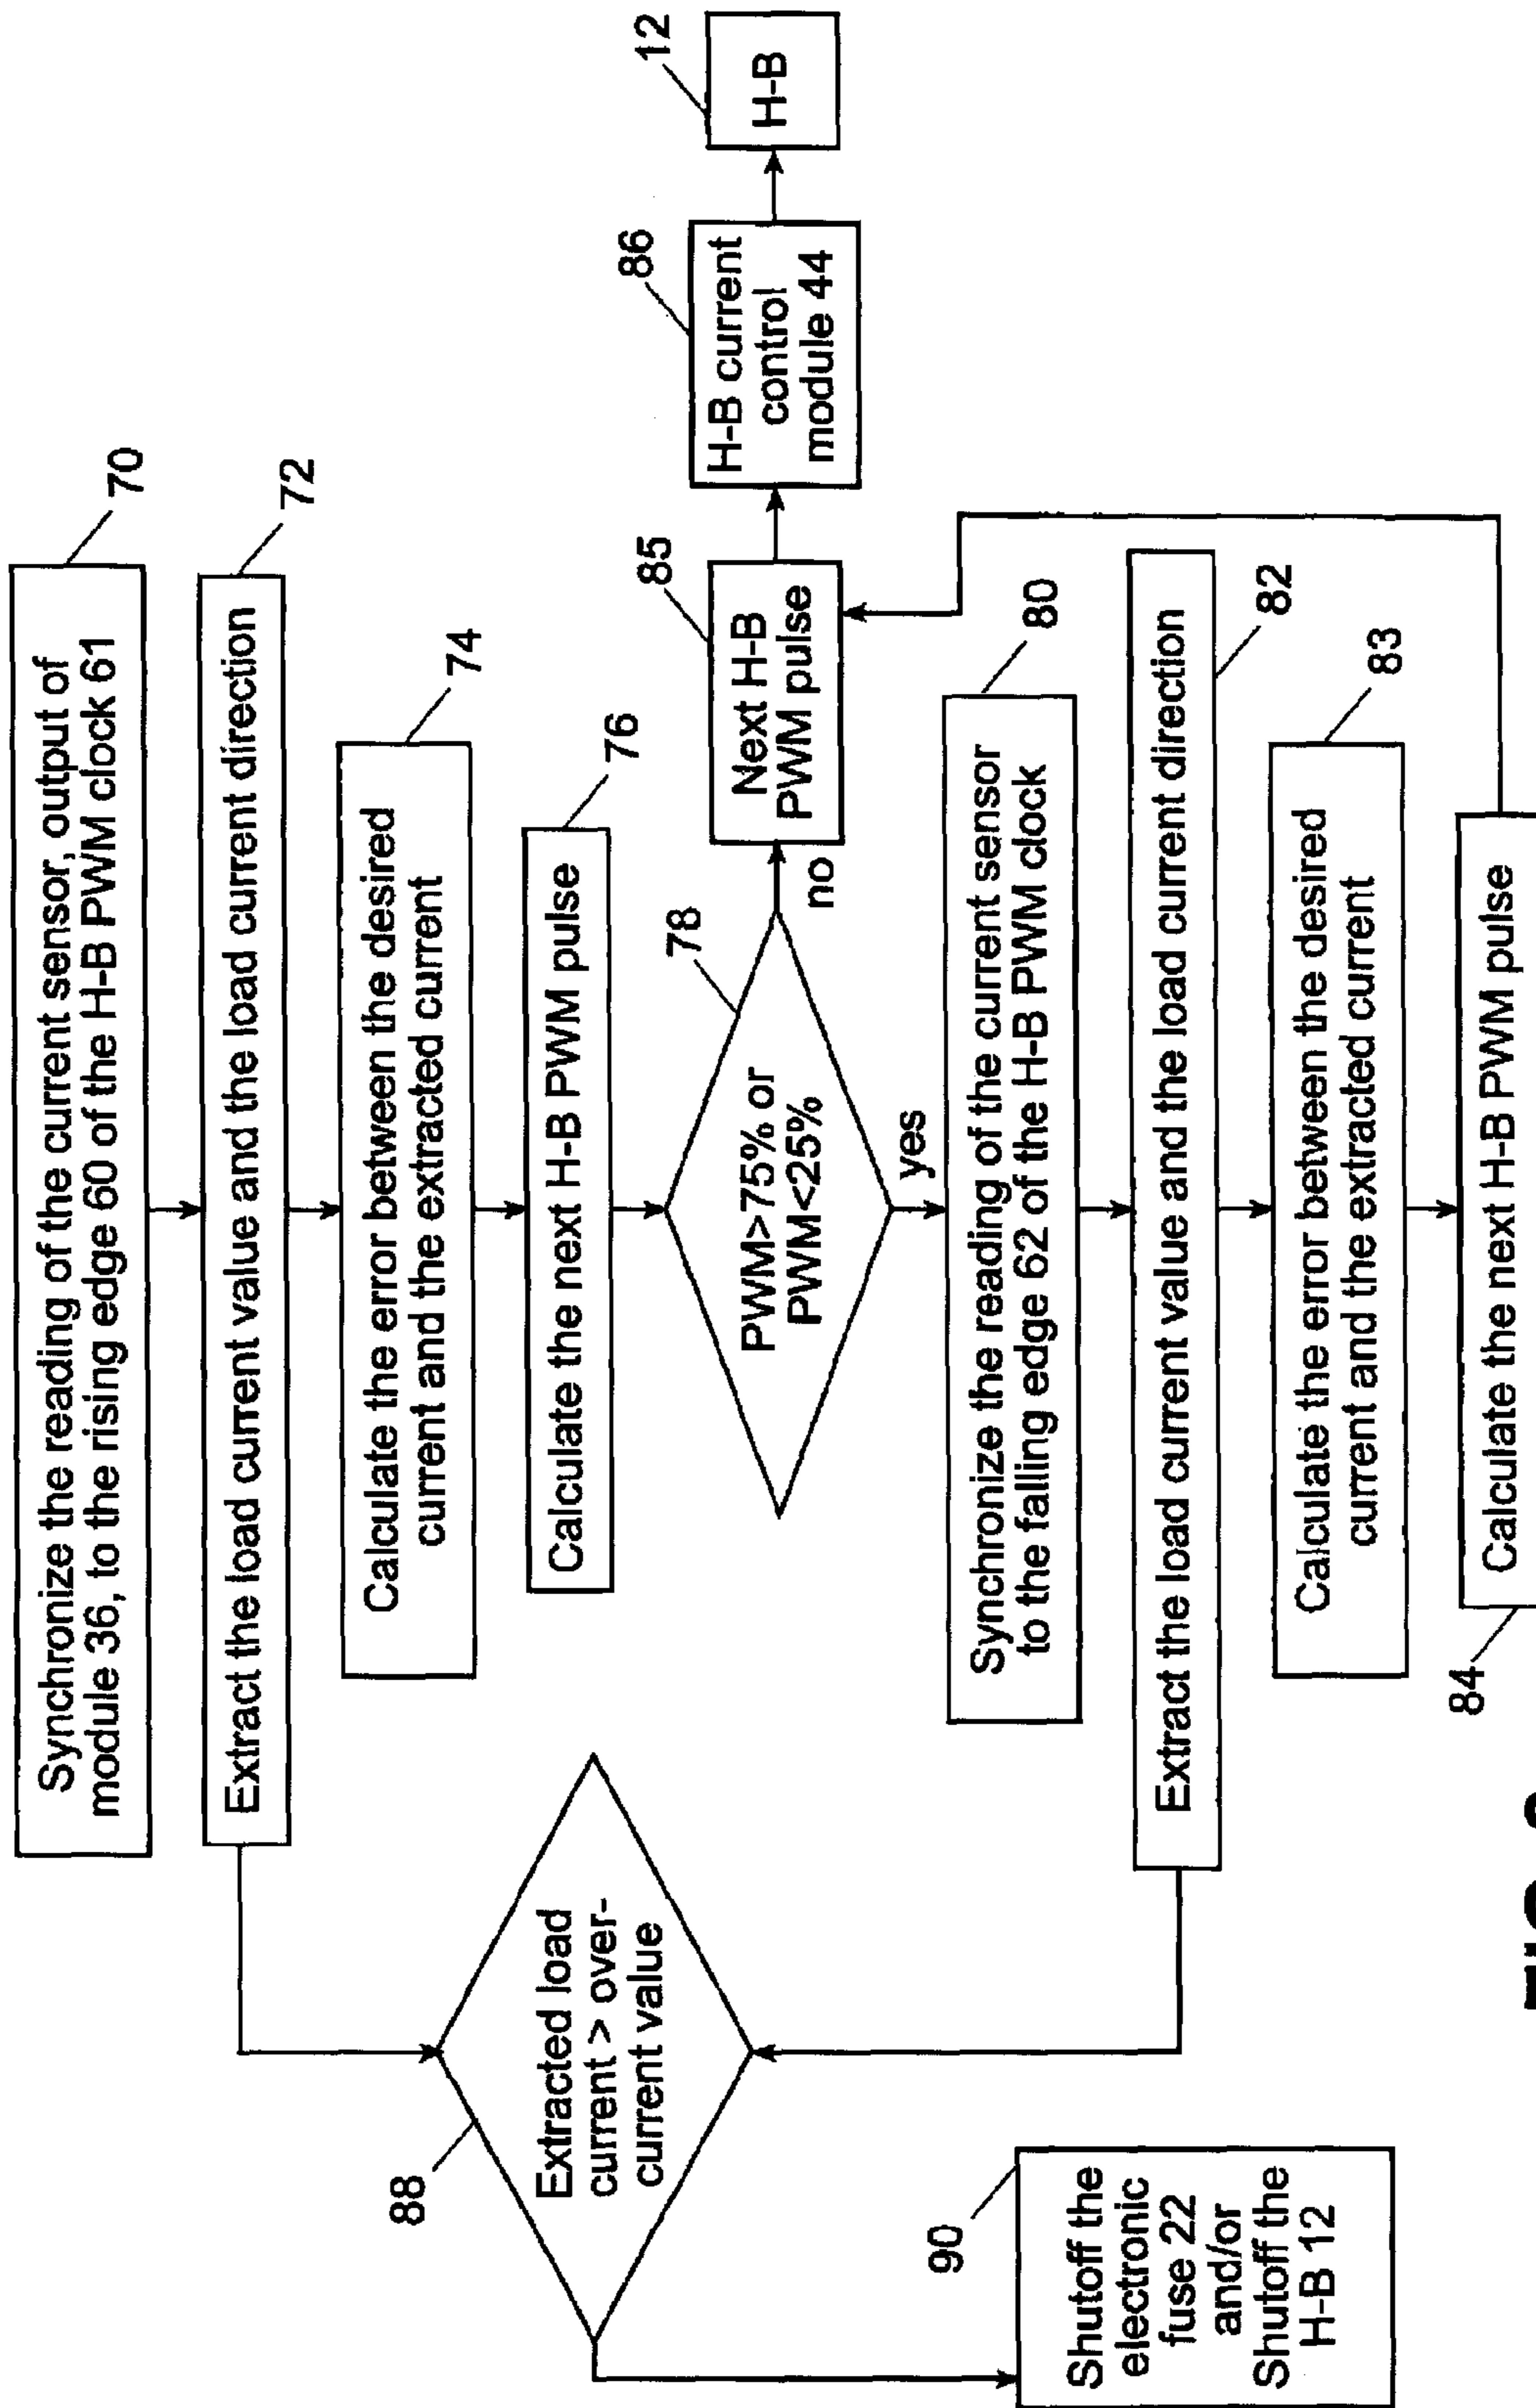 Synchronize the reading of the current sensor, output of
module 36, to the rising edge 60 of the H-B PWM clock 61
70
Extract the load current value and the load current direction
72
Calculate the error between the desired
current and the extracted current
74
Calculate the next H-B PWM pulse
76
PWM>75% or
PWM<25%
78
no
yes
Next H-B
PWM pulse
85
H-B current
control
module 44
86
H-B
12
Synchronize the reading of the current sensor
to the falling edge 62 of the H-B PWM clock
80
Extract the load current value and the load current direction
82
Calculate the error between the desired
current and the extracted current
83
Calculate the next H-B PWM pulse
84
Extracted load
current > over-
current value
88
Shutoff the
electronic
fuse 22
and/or
Shutoff the
H-B 12
90